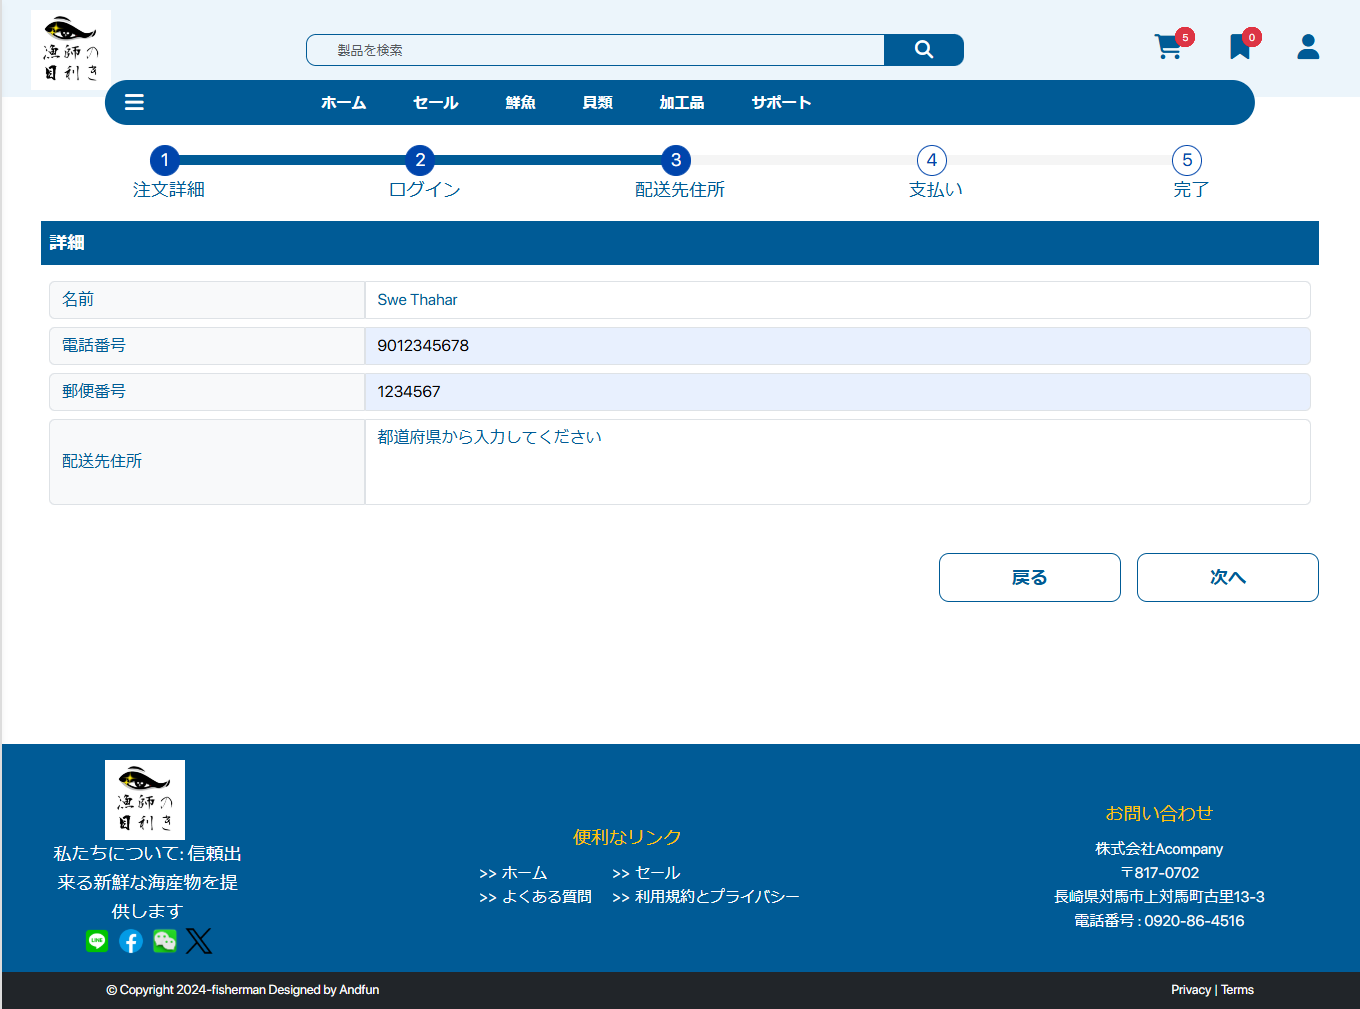 漁師の
目利き
製品を検索
5
0
ホーム セール 鮮魚 貝類 加工品 サポート
1 2 3 4 5
注文詳細 ログイン 配送先住所 支払い 完了
詳細
名前 Swe Thahar
電話番号 9012345678
郵便番号 1234567
配送先住所 都道府県から入力してください
戻る 次へ
漁師の
目利き
私たちについて: 信頼出
来る新鮮な海産物を提
供します
LINE
便利なリンク
>> ホーム >> セール
>> よくある質問 >> 利用規約とプライバシー
お問い合わせ
株式会社Acompany
〒817-0702
長崎県対馬市上対馬町古里13-3
電話番号 : 0920-86-4516
© Copyright 2024-fisherman Designed by Andfun
Privacy | Terms